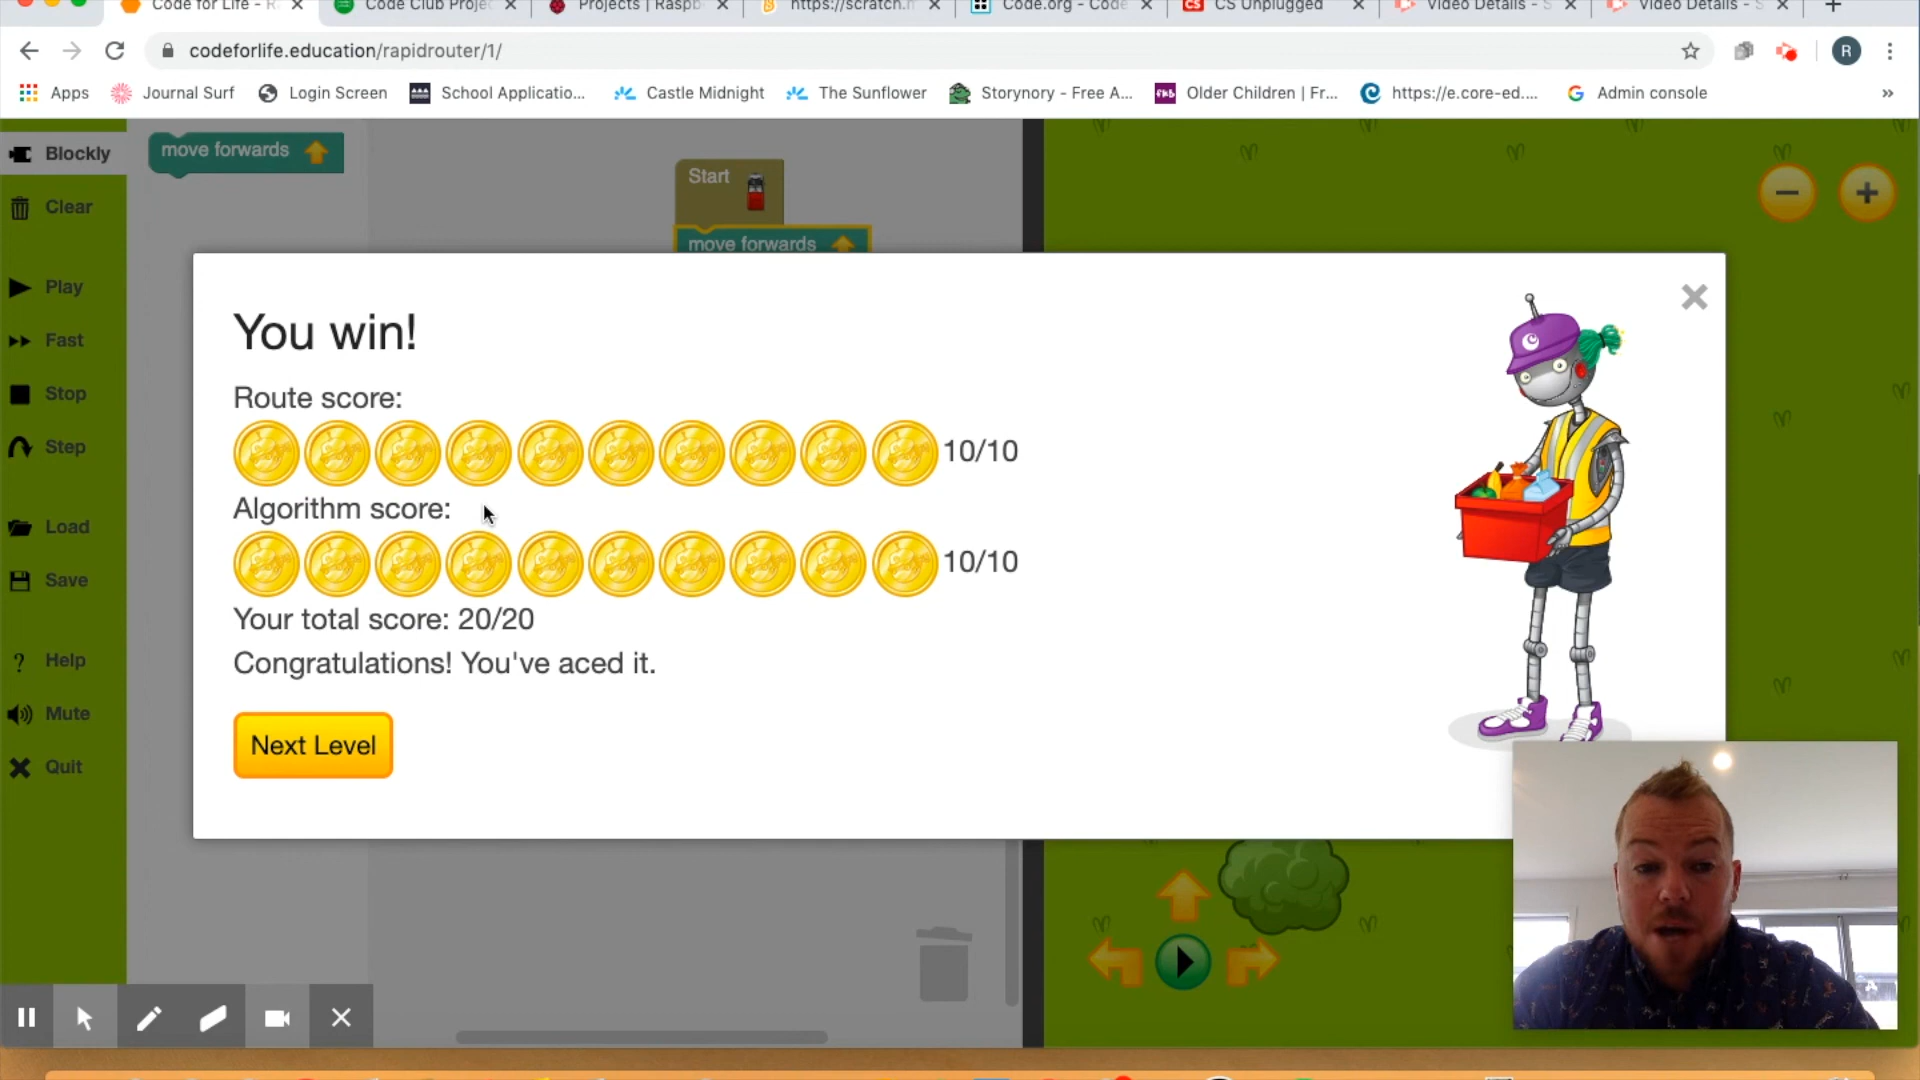 Code for Life - R
Code Club Projec
Projects | Raspb
https://scratch.m
Code.org - Code
CS
CS Unplugged
Video Details - S
Video Details - S
codeforlife.education/rapidrouter/1/
R
Apps
Journal Surf
Login Screen
School Applicatio...
Castle Midnight
The Sunflower
Storynory - Free A...
Older Children | Fr...
https://e.core-ed....
G
Admin console
»
Blockly
Clear
Play
Fast
Stop
Step
Load
Save
? Help
Mute
Quit
move forwards
Start
move forwards
You win!
Route score:
10/10
Algorithm score:
10/10
Your total score: 20/20
Congratulations! You've aced it.
Next Level